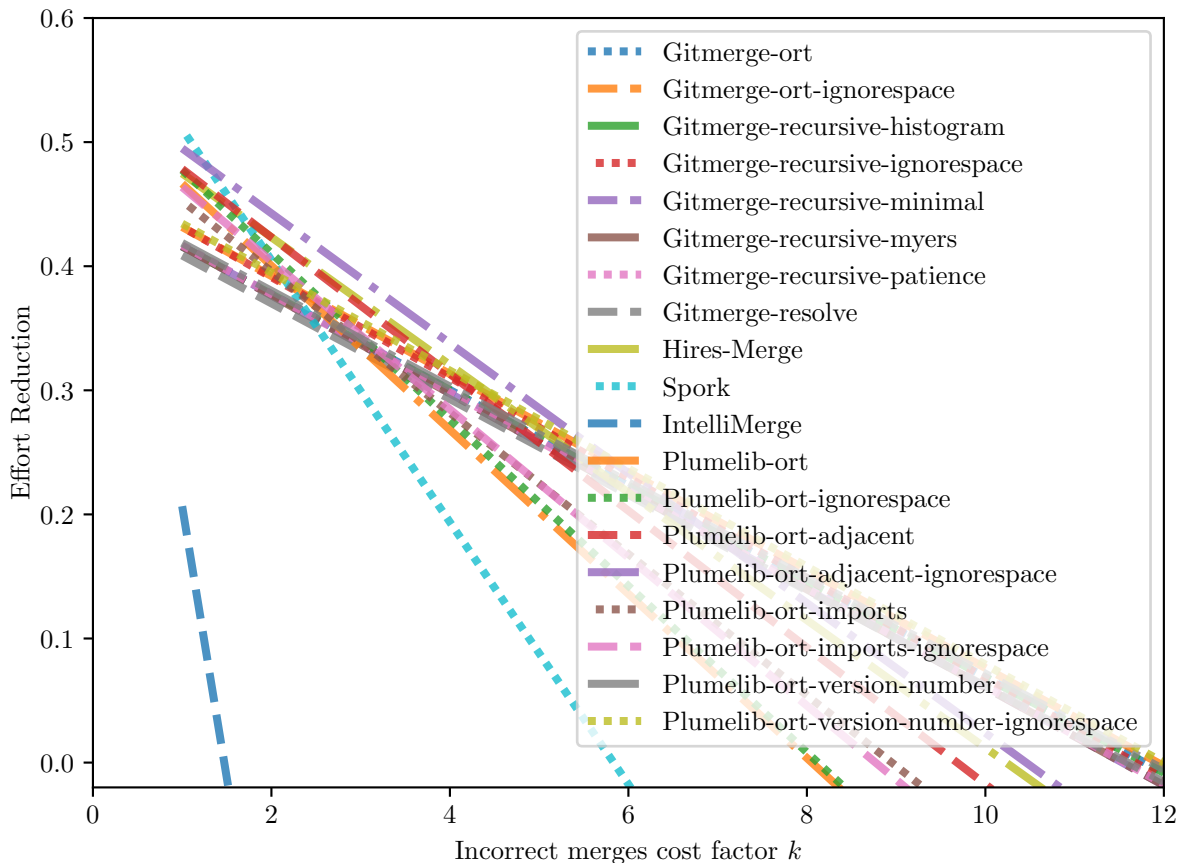 0.6
0.5
0.4
0.3
0.2
0.1
0.0
Effort Reduction
Gitmerge-ort
Gitmerge-ort-ignorespace
Gitmerge-recursive-histogram
Gitmerge-recursive-ignorespace
Gitmerge-recursive-minimal
Gitmerge-recursive-myers
Gitmerge-recursive-patience
Gitmerge-resolve
Hires-Merge
Spork
IntelliMerge
Plumelib-ort
Plumelib-ort-ignorespace
Plumelib-ort-adjacent
Plumelib-ort-adjacent-ignorespace
Plumelib-ort-imports
Plumelib-ort-imports-ignorespace
Plumelib-ort-version-number
Plumelib-ort-version-number-ignorespace
0 2 4 6 8 10 12
Incorrect merges cost factor k